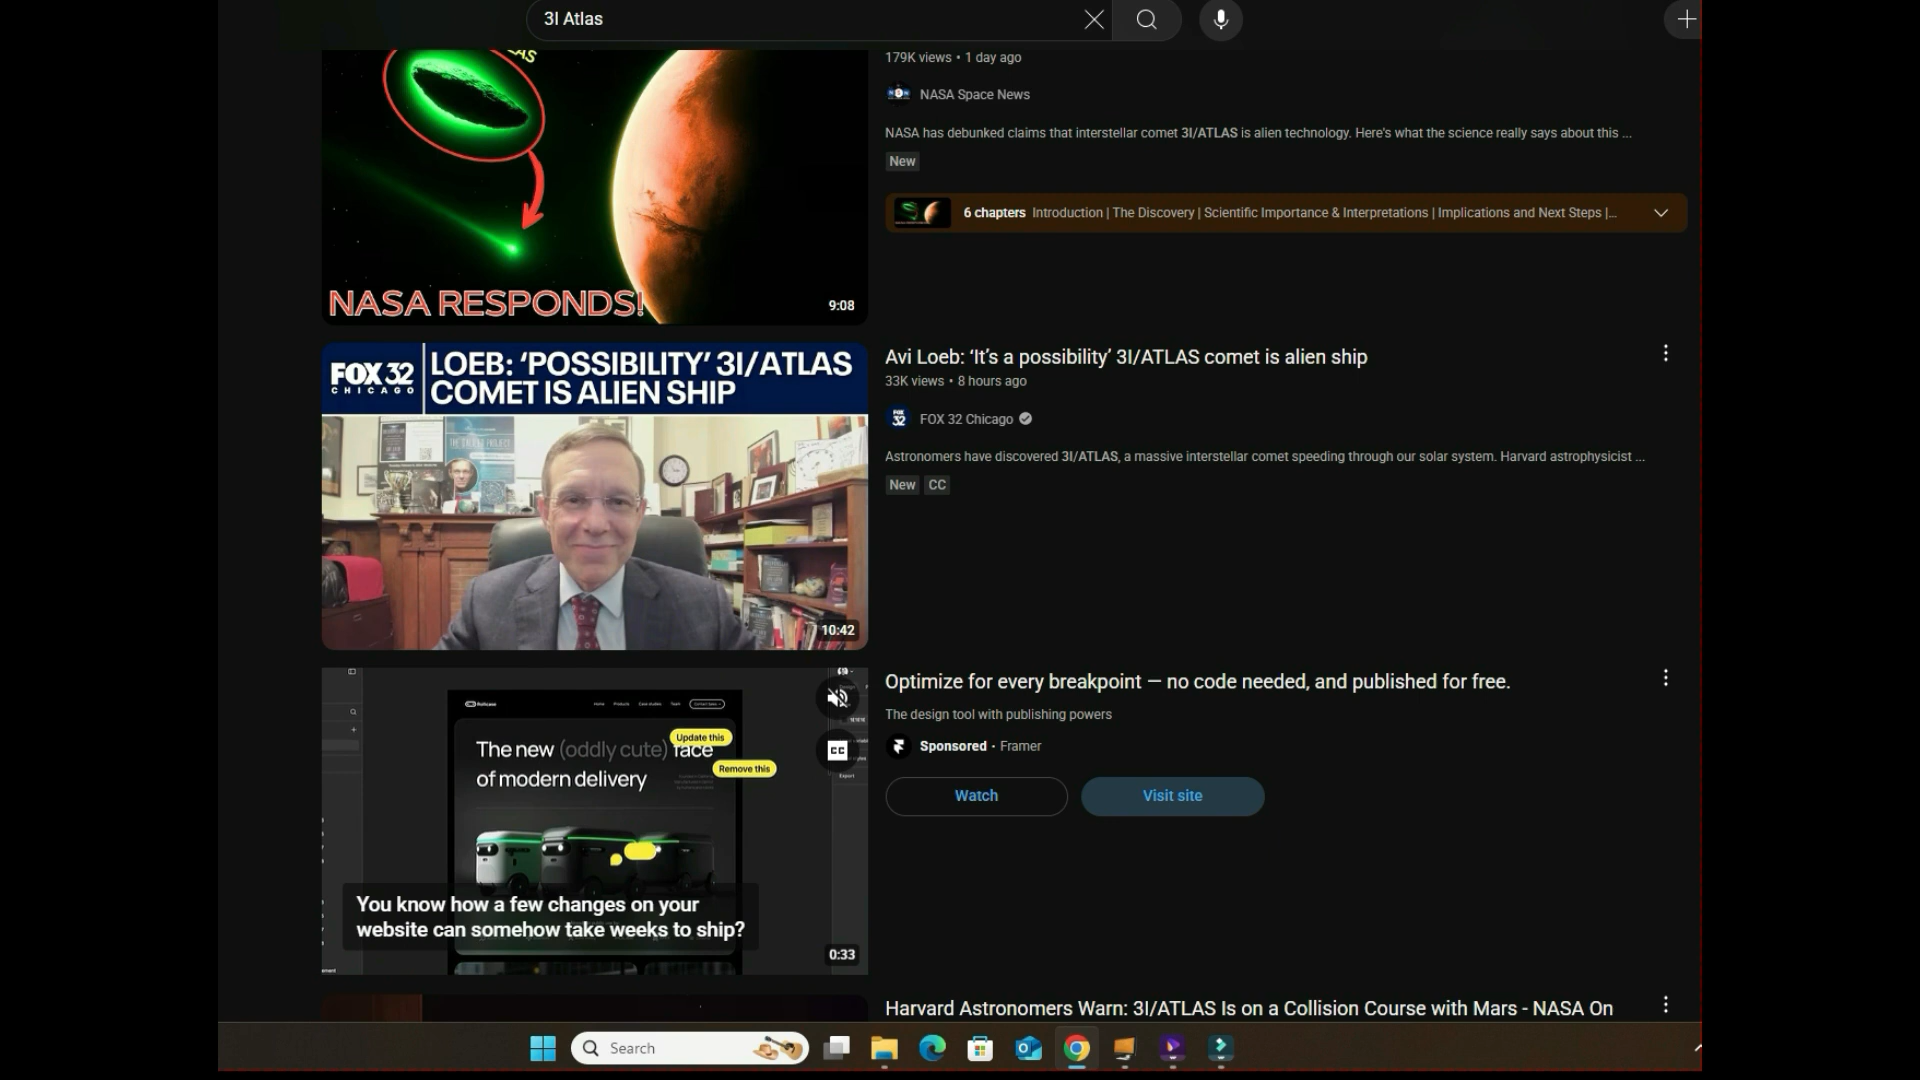 3I Atlas
179K views • 1 day ago
NASA Space News
NASA has debunked claims that interstellar comet 3I/ATLAS is alien technology. Here's what the science really says about this ...
New
6 chapters Introduction | The Discovery | Scientific Importance & Interpretations | Implications and Next Steps |...
NASA RESPONDS!
9:08
FOX 32
CHICAGO
LOEB: 'POSSIBILITY' 3I/ATLAS
COMET IS ALIEN SHIP
10:42
Avi Loeb: ‘It’s a possibility’ 3I/ATLAS comet is alien ship
33K views • 8 hours ago
FOX 32 Chicago
Astronomers have discovered 3I/ATLAS, a massive interstellar comet speeding through our solar system. Harvard astrophysicist ...
New CC
Home Products Case studies Team
CC
Update this
The new (oddly cute) face
Remove this
of modern delivery
Export
You know how a few changes on your
website can somehow take weeks to ship?
0:33
Optimize for every breakpoint — no code needed, and published for free.
The design tool with publishing powers
Sponsored • Framer
Watch
Visit site
Harvard Astronomers Warn: 3I/ATLAS Is on a Collision Course with Mars - NASA On
Search